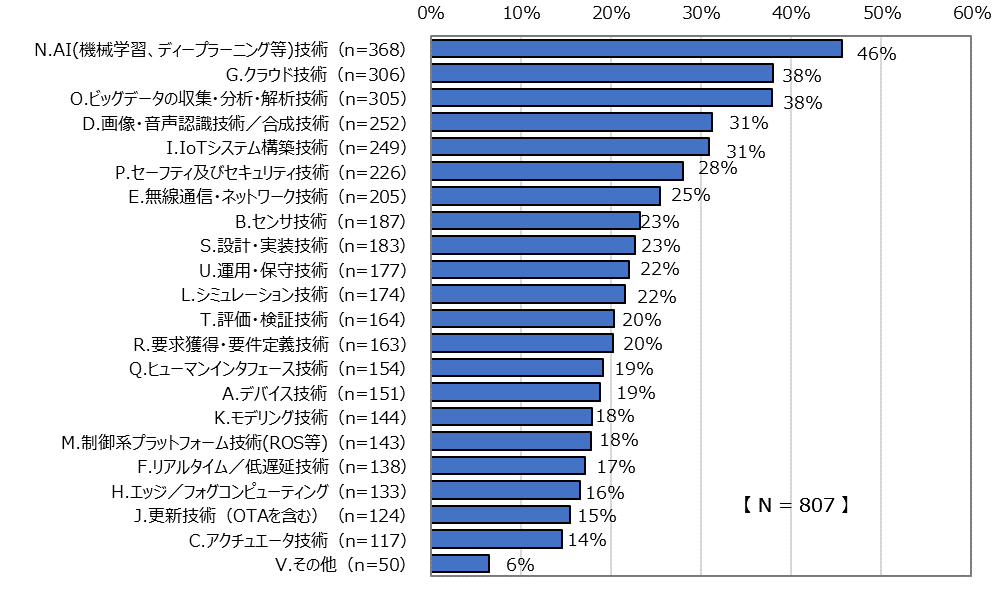 0% 10% 20% 30% 40% 50% 60%
N.AI(機械学習、ディープラーニング等)技術（n=368） 46%
G.クラウド技術（n=306） 38%
O.ビッグデータの収集・分析・解析技術（n=305） 38%
D.画像・音声認識技術／合成技術（n=252） 31%
I.IoTシステム構築技術（n=249） 31%
P.セーフティ及びセキュリティ技術（n=226） 28%
E.無線通信・ネットワーク技術（n=205） 25%
B.センサ技術（n=187） 23%
S.設計・実装技術（n=183） 23%
U.運用・保守技術（n=177） 22%
L.シミュレーション技術（n=174） 22%
T.評価・検証技術（n=164） 20%
R.要求獲得・要件定義技術（n=163） 20%
Q.ヒューマンインタフェース技術（n=154） 19%
A.デバイス技術（n=151） 19%
K.モデリング技術（n=144） 18%
M.制御系プラットフォーム技術(ROS等)（n=143） 18%
F.リアルタイム／低遅延技術（n=138） 17%
H.エッジ／フォグコンピューティング（n=133） 16%
J.更新技術（OTAを含む）（n=124） 15%
C.アクチュエータ技術（n=117） 14%
V.その他（n=50） 6%
【 N = 807 】